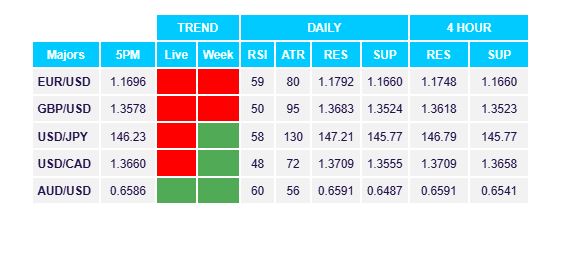 TREND DAILY 4 HOUR
Majors 5PM Live Week RSI ATR RES SUP RES SUP
EUR/USD 1.1696 59 80 1.1792 1.1660 1.1748 1.1660
GBP/USD 1.3578 50 95 1.3683 1.3524 1.3618 1.3523
USD/JPY 146.23 58 130 147.21 145.77 146.79 145.77
USD/CAD 1.3660 48 72 1.3709 1.3555 1.3709 1.3658
AUD/USD 0.6586 60 56 0.6591 0.6487 0.6591 0.6541